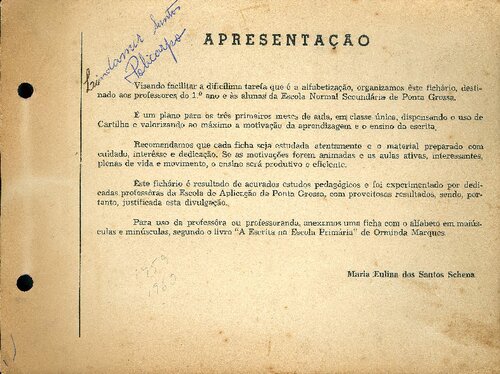 Lindamir Santos
Policarpo
APRESENTAÇÃO
Visando facilitar a dificílima tarefa que é a alfabetização, organizamos êste fichário, desti-
nado aos professores do 1.º ano e às alunas da Escola Normal Secundária de Ponta Grossa.
É um plano para os três primeiros meses de aula, em classe única, dispensando o uso de
Cartilha e valorizando ao máximo a motivação da aprendizagem e o ensino da escrita.
Recomendamos que cada ficha seja estudada atentamente e o material preparado com
cuidado, interêsse e dedicação. Se as motivações forem animadas e as aulas ativas, interessantes,
plenas de vida e movimento, o ensino será produtivo e eficiente.
Este fichário é resultado de acurados estudos pedagógicos e foi experimentado por dedi-
cadas professôras da Escola de Aplicação de Ponta Grossa, com proveitosos resultados, sendo, por-
tanto, justificada esta divulgação.
Para uso da professôra ou professoranda, anexamos uma ficha com o alfabeto em maiús-
culas e minúsculas, segundo o livro "A Escrita na Escola Primária" de Orminda Marques.
1959
960
Maria Eulina dos Santos Schena